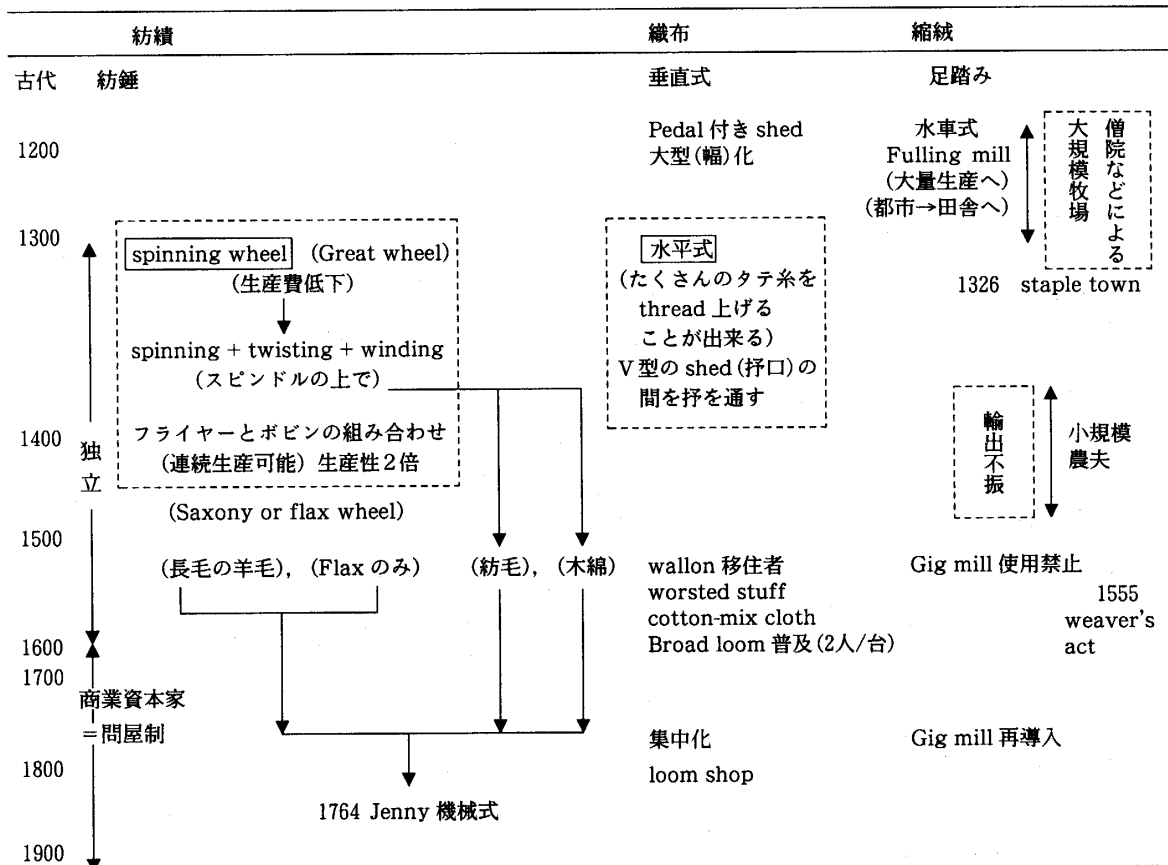 紡績 織布 縮絨
古代 紡錘 垂直式 足踏み
1200
Pedal 付き shed
大型(幅)化
水車式
Fulling mill
(大量生産へ)
(都市→田舎へ)
僧院などによる
大規模牧場
1300
spinning wheel (Great wheel)
(生産費低下)
spinning + twisting + winding
(スピンドルの上で)
フライヤーとボビンの組み合わせ
(連続生産可能) 生産性2倍
(Saxony or flax wheel)
水平式
(たくさんのタテ糸を
thread 上げる
ことが出来る)
V型の shed (抒口)の
間を抒を通す
1326 staple town
1400
独立
輸出不振
小規模
農夫
1500
(長毛の羊毛), (Flax のみ) (紡毛), (木綿)
wallon 移住者
worsted stuff
cotton-mix cloth
Broad loom 普及(2人/台)
Gig mill 使用禁止
1555
weaver's
act
1600
1700
商業資本家
=問屋制
集中化
loom shop
Gig mill 再導入
1800
1764 Jenny 機械式
1900